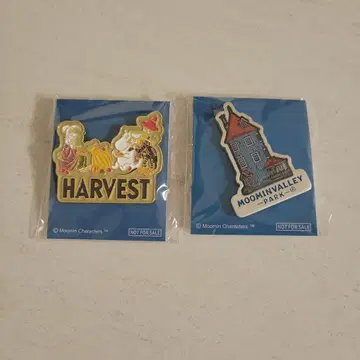 HARVEST
© Moomin Characters™
NOT FOR SALE
MOOMINVALLEY
PARK
© Moomin Characters™
NOT FOR SALE